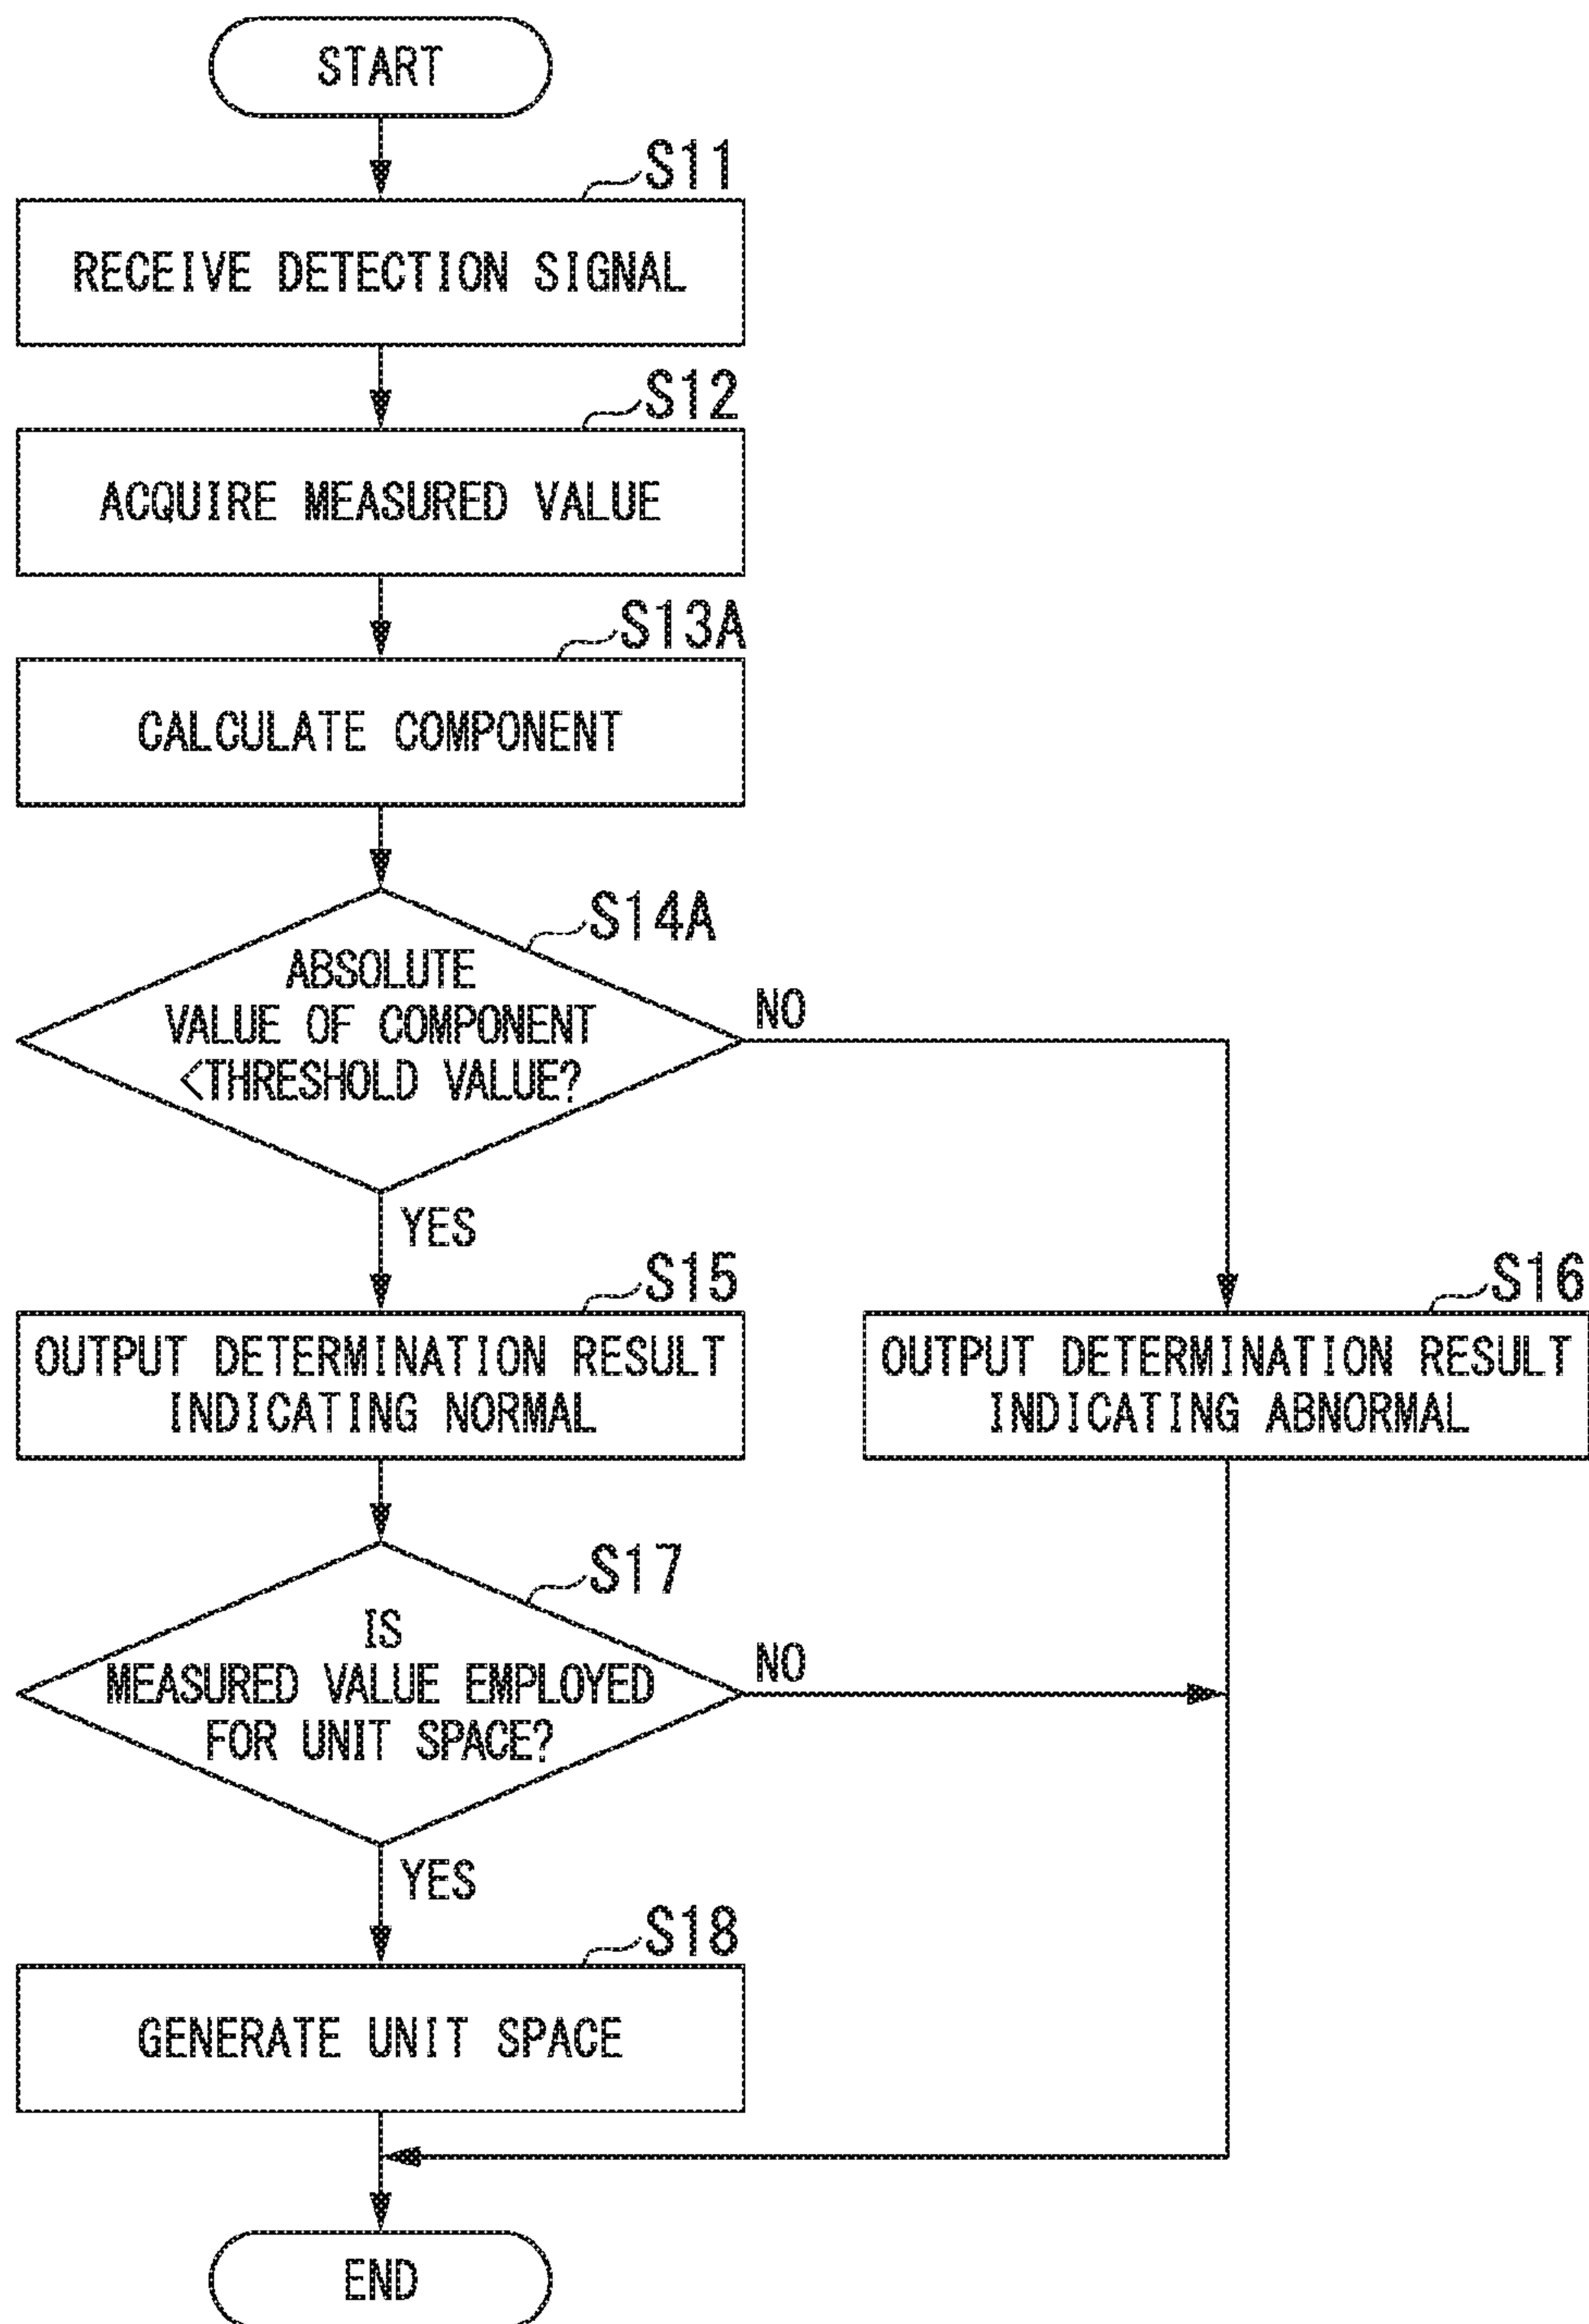 START
S11
RECEIVE DETECTION SIGNAL
S12
ACQUIRE MEASURED VALUE
S13A
CALCULATE COMPONENT
S14A
ABSOLUTE
VALUE OF COMPONENT
<THRESHOLD VALUE?
NO
YES
S15
OUTPUT DETERMINATION RESULT
INDICATING NORMAL
S16
OUTPUT DETERMINATION RESULT
INDICATING ABNORMAL
S17
IS
MEASURED VALUE EMPLOYED
FOR UNIT SPACE?
NO
YES
S18
GENERATE UNIT SPACE
END